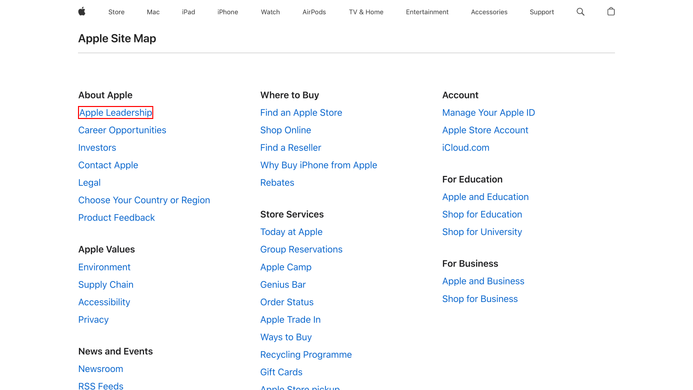 Store Mac iPad iPhone Watch AirPods TV & Home Entertainment Accessories Support
Apple Site Map
About Apple
Apple Leadership
Career Opportunities
Investors
Contact Apple
Legal
Choose Your Country or Region
Product Feedback
Apple Values
Environment
Supply Chain
Accessibility
Privacy
News and Events
Newsroom
RSS Feeds
Where to Buy
Find an Apple Store
Shop Online
Find a Reseller
Why Buy iPhone from Apple
Rebates
Store Services
Today at Apple
Group Reservations
Apple Camp
Genius Bar
Order Status
Apple Trade In
Ways to Buy
Recycling Programme
Gift Cards
Apple Store pickup
Account
Manage Your Apple ID
Apple Store Account
iCloud.com
For Education
Apple and Education
Shop for Education
Shop for University
For Business
Apple and Business
Shop for Business